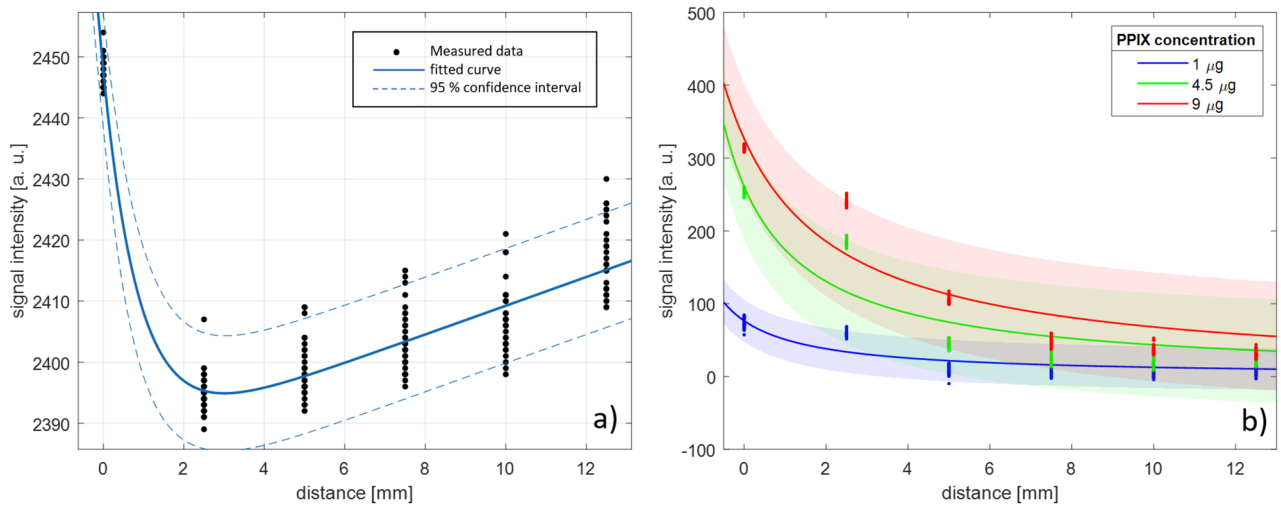 2450
2440
2430
2420
2410
2400
2390
signal intensity [a. u.]
0 2 4 6 8 10 12
distance [mm]
Measured data
fitted curve
95 % confidence interval
a)
500
400
300
200
100
0
-100
signal intensity [a. u.]
0 2 4 6 8 10 12
distance [mm]
PPIX concentration
1 μg
4.5 μg
9 μg
b)